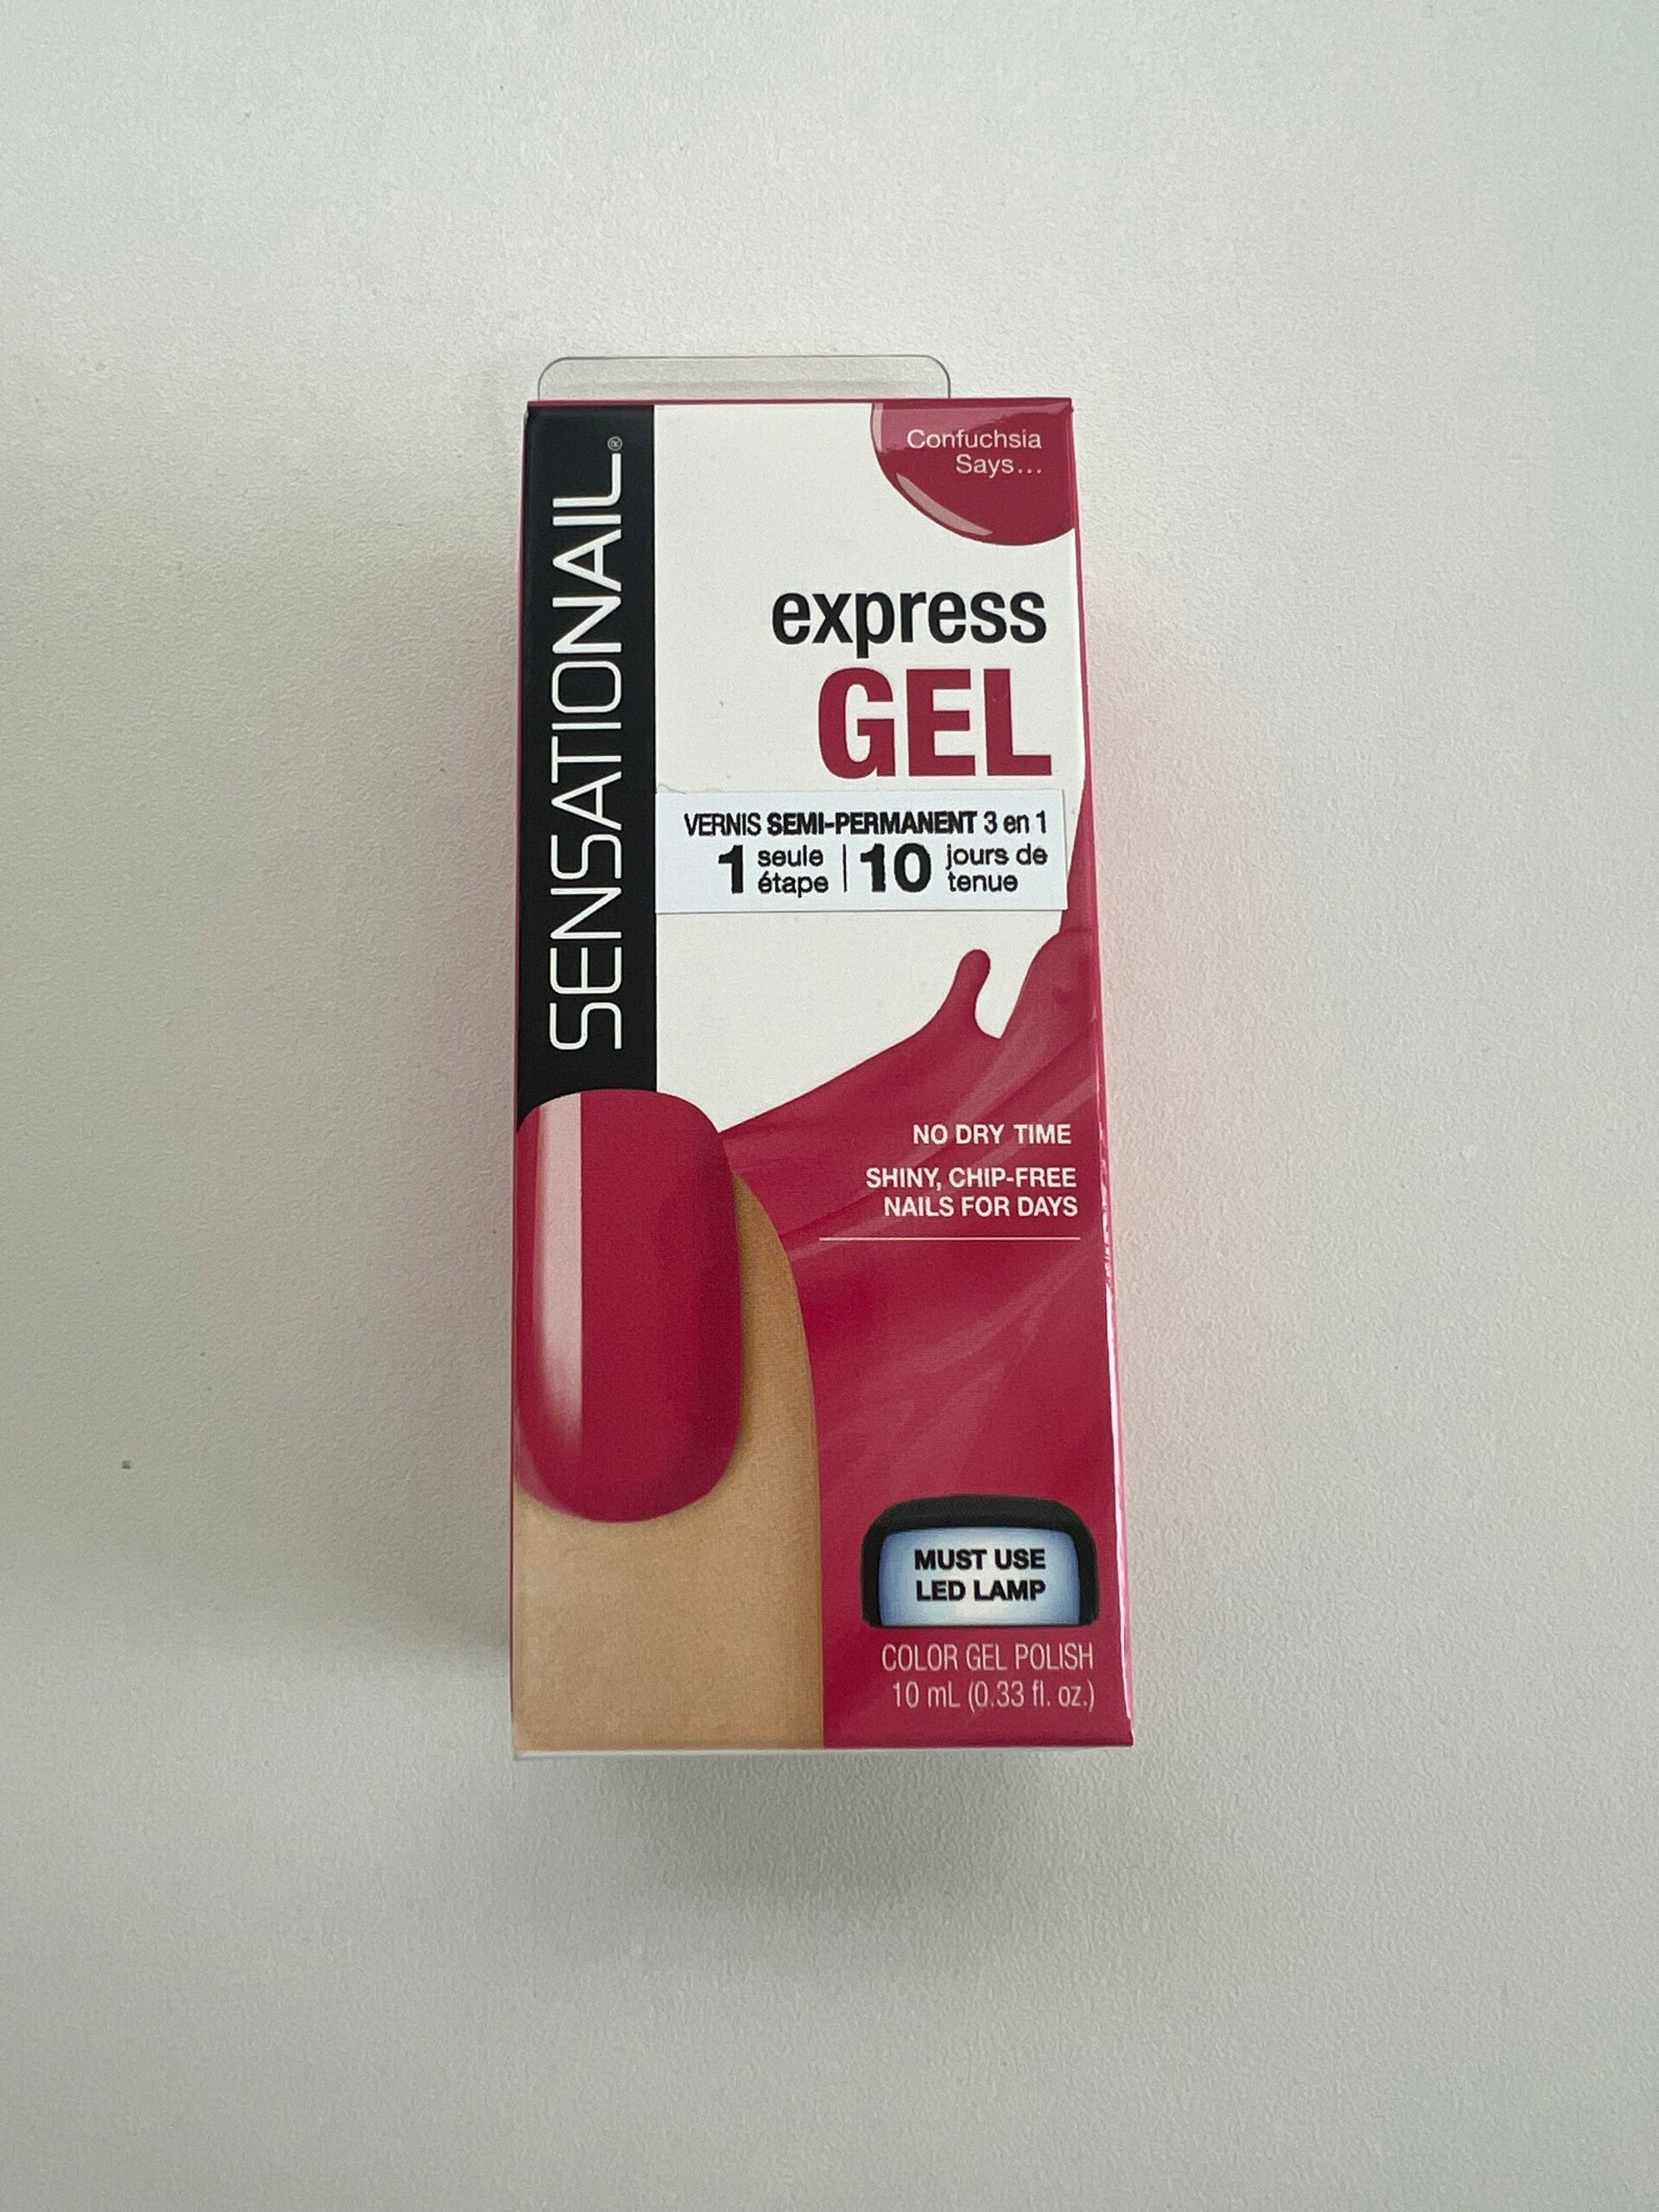 SENSATIONAIL®
Confuchsia
Says...
express
GEL
VERNIS SEMI-PERMANENT 3 en 1
1 seule étape | 10 jours de tenue
NO DRY TIME
SHINY, CHIP-FREE
NAILS FOR DAYS
MUST USE
LED LAMP
COLOR GEL POLISH
10 mL (0.33 fl. oz.)